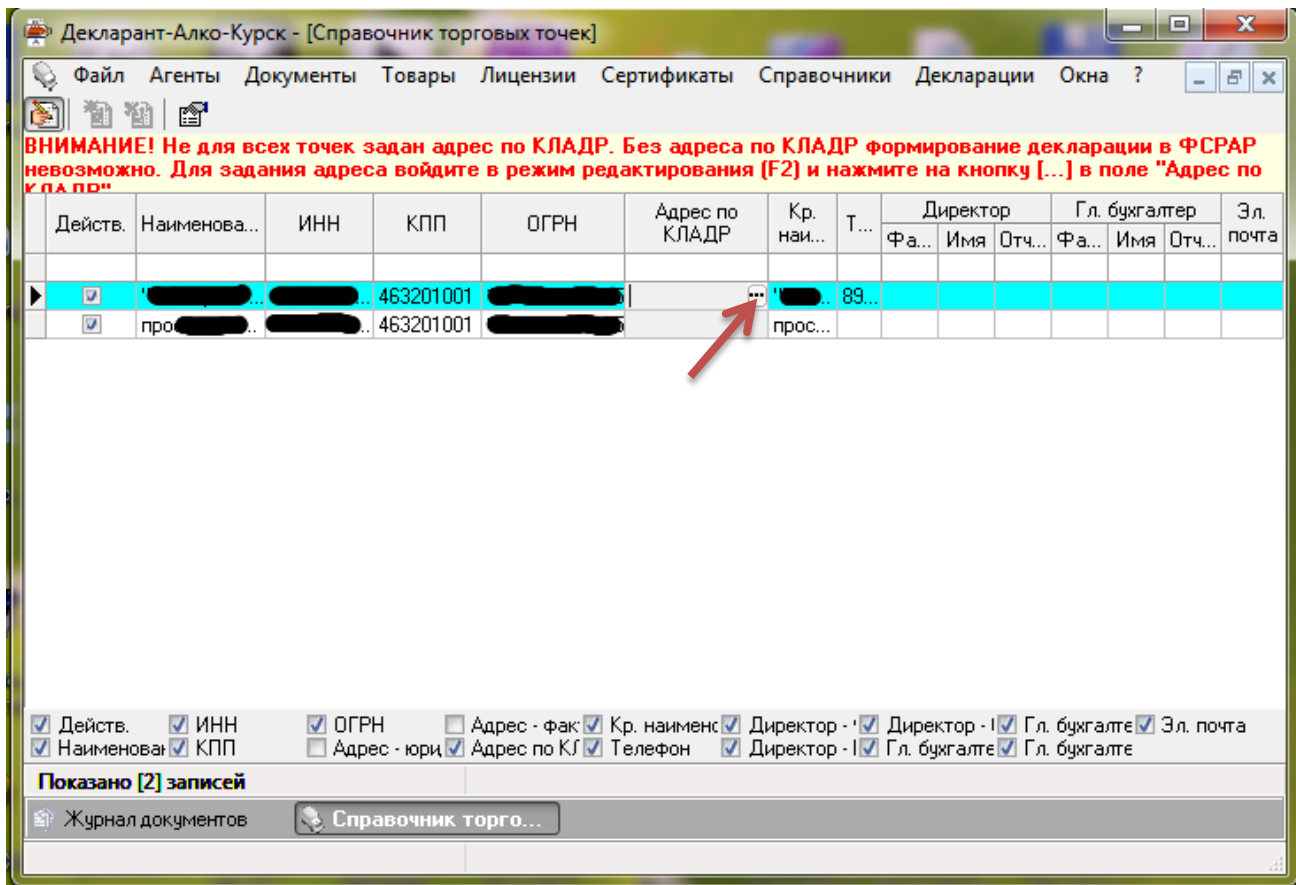 Декларант-Алко-Курск - [Справочник торговых точек]
Файл Агенты Документы Товары Лицензии Сертификаты Справочники Декларации Окна ?
ВНИМАНИЕ! Не для всех точек задан адрес по КЛАДР. Без адреса по КЛАДР формирование декларации в ФСРАР
невозможно. Для задания адреса войдите в режим редактирования (F2) и нажмите на кнопку [...] в поле "Адрес по
КЛАДР"
Действ. Наименова... ИНН КПП ОГРН Адрес по КЛАДР Кр. наи... Т... Директор Гл. бухгалтер Эл. почта
Фа... Имя Отч... Фа... Имя Отч...
463201001 89...
про 463201001 прос...
Действ. ИНН ОГРН Адрес - фак Кр. наименс Директор - Директор - Гл. бухгалте Эл. почта
Наименован КПП Адрес - юри Адрес по КЛ Телефон Директор - Гл. бухгалте Гл. бухгалте
Показано [2] записей
Журнал документов Справочник торго...